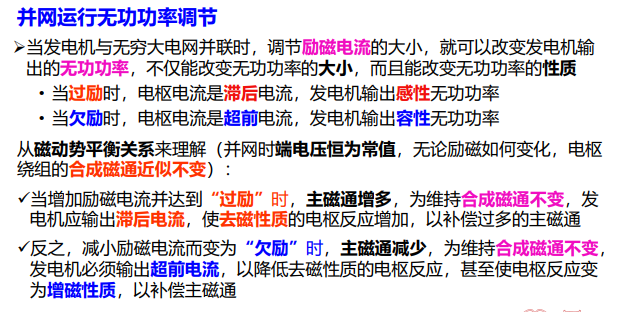 并网运行无功功率调节
➢当发电机与无穷大电网并联时，调节励磁电流的大小，就可以改变发电机输
出的无功功率，不仅能改变无功功率的大小，而且能改变无功功率的性质
• 当过励时，电枢电流是滞后电流，发电机输出感性无功功率
• 当欠励时，电枢电流是超前电流，发电机输出容性无功功率
从磁动势平衡关系来理解（并网时端电压恒为常值，无论励磁如何变化，电枢
绕组的合成磁通近似不变）:
✓当增加励磁电流并达到“过励”时，主磁通增多，为维持合成磁通不变，发
电机应输出滞后电流，使去磁性质的电枢反应增加，以补偿过多的主磁通
✓反之，减小励磁电流而变为“欠励”时，主磁通减少，为维持合成磁通不变，
发电机必须输出超前电流，以降低去磁性质的电枢反应，甚至使电枢反应变
为增磁性质，以补偿主磁通